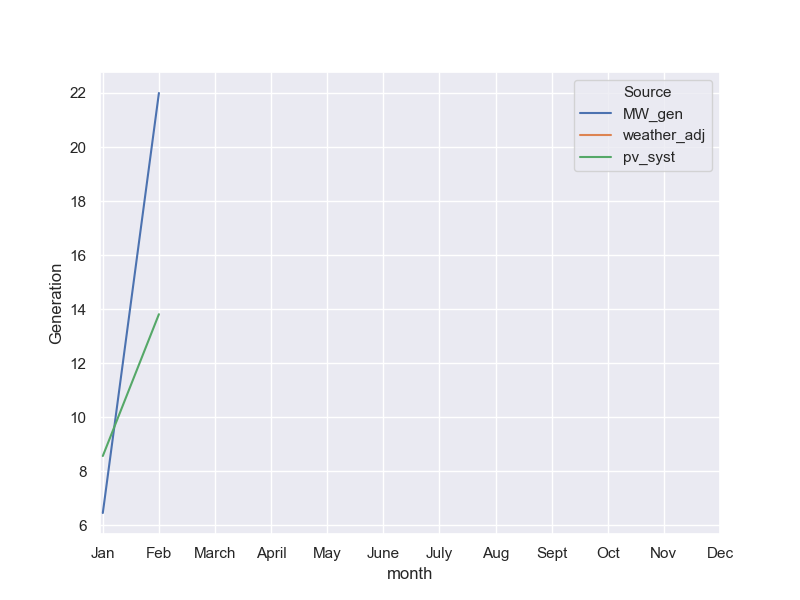 Source
MW_gen
weather_adj
pv_syst
22
20
18
16
14
12
10
8
6
Generation
Jan Feb March April May June July Aug Sept Oct Nov Dec
month